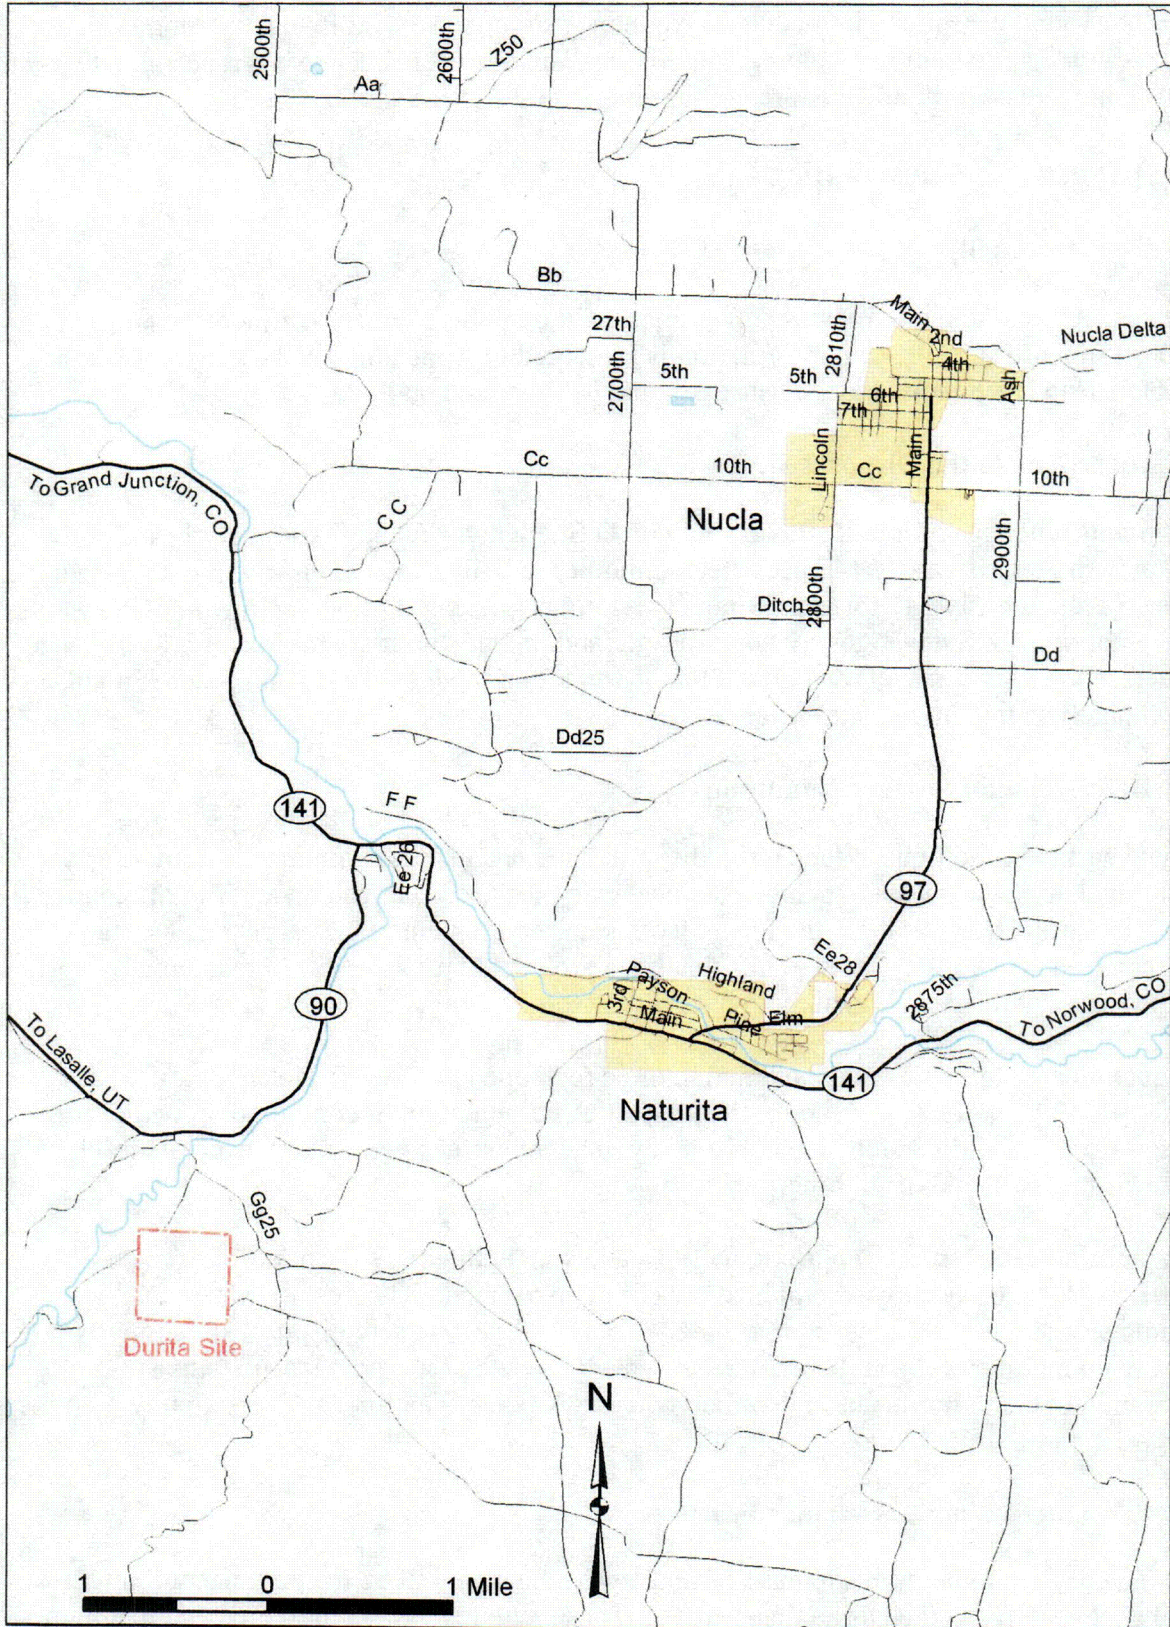 2500th
2600th
Z50
Aa
Bb
27th
2700th
5th
5th
2810th
Main
2nd
4th
Nucla Delta
Ash
6th
7th
Lincoln
Main
Cc
10th
Cc
10th
To Grand Junction, CO
C C
Nucla
2900th
Ditch
2800th
Dd
Dd25
141
F F
Ee 26
97
Ee28
90
Payson
Highland
3rd
Main
Pine
Elm
2875th
To Norwood, CO
To Lasalle, UT
141
Naturita
Gg25
Durita Site
N
1 0 1 Mile